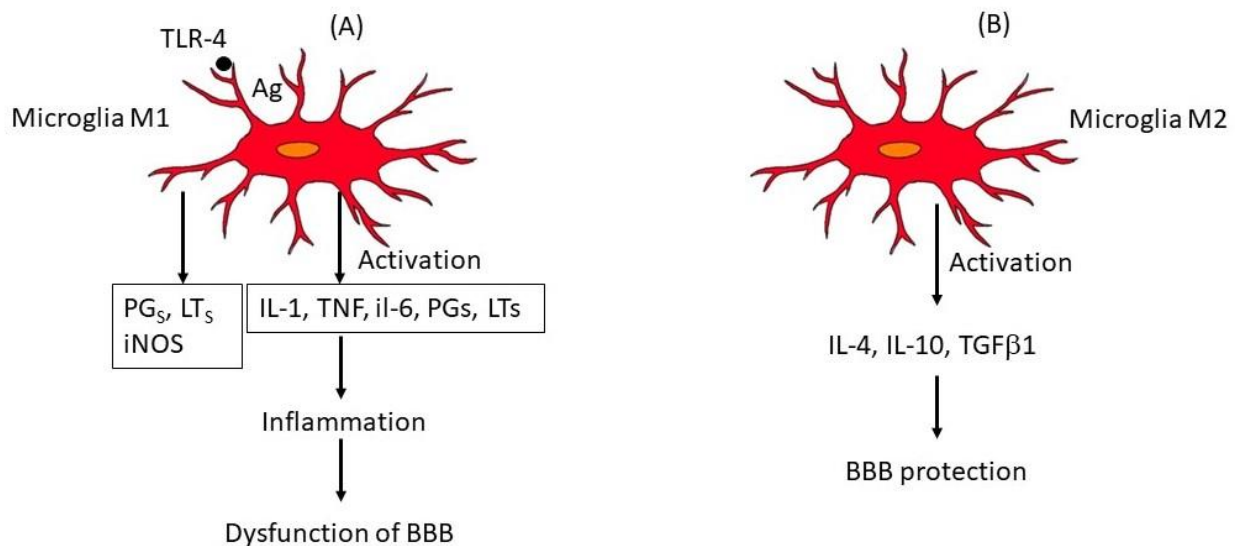 (A)
TLR-4
Ag
Microglia M1
Activation
PGS, LTS
iNOS
IL-1, TNF, il-6, PGs, LTs
Inflammation
Dysfunction of BBB
(B)
Microglia M2
Activation
IL-4, IL-10, TGFβ1
BBB protection